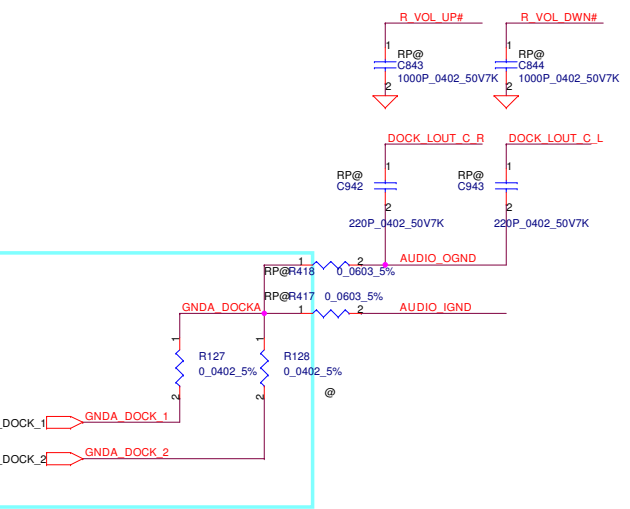 R_VOL_UP#
R_VOL_DWN#
1
RP@
C843
1000P_0402_50V7K
2
1
RP@
C844
1000P_0402_50V7K
2
DOCK_LOUT_C_R
DOCK_LOUT_C_L
1
RP@
C942
2
220P_0402_50V7K
1
RP@
C943
2
220P_0402_50V7K
1
2
AUDIO_OGND
RP@R418
0_0603_5%
RP@R417
0_0603_5%
GNDA_DOCKA
1
2
AUDIO_IGND
1
R127
0_0402_5%
2
1
R128
0_0402_5%
2
@
_DOCK_1
GNDA_DOCK_1
_DOCK_2
GNDA_DOCK_2